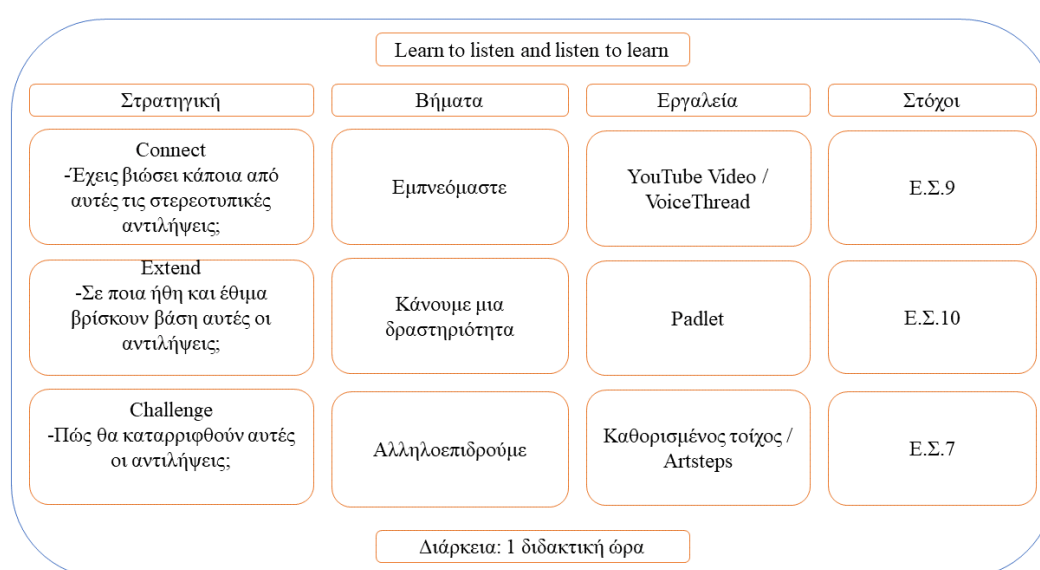 Learn to listen and listen to learn
Στρατηγική
Βήματα
Εργαλεία
Στόχοι
Connect
-Έχεις βιώσει κάποια από
αυτές τις στερεοτυπικές
αντιλήψεις;
Εμπνεόμαστε
YouTube Video /
VoiceThread
Ε.Σ.9
Extend
-Σε ποια ήθη και έθιμα
βρίσκουν βάση αυτές οι
αντιλήψεις;
Κάνουμε μια
δραστηριότητα
Padlet
Ε.Σ.10
Challenge
-Πώς θα καταρριφθούν αυτές
οι αντιλήψεις;
Αλληλοεπιδρούμε
Καθορισμένος τοίχος /
Artsteps
Ε.Σ.7
Διάρκεια: 1 διδακτική ώρα